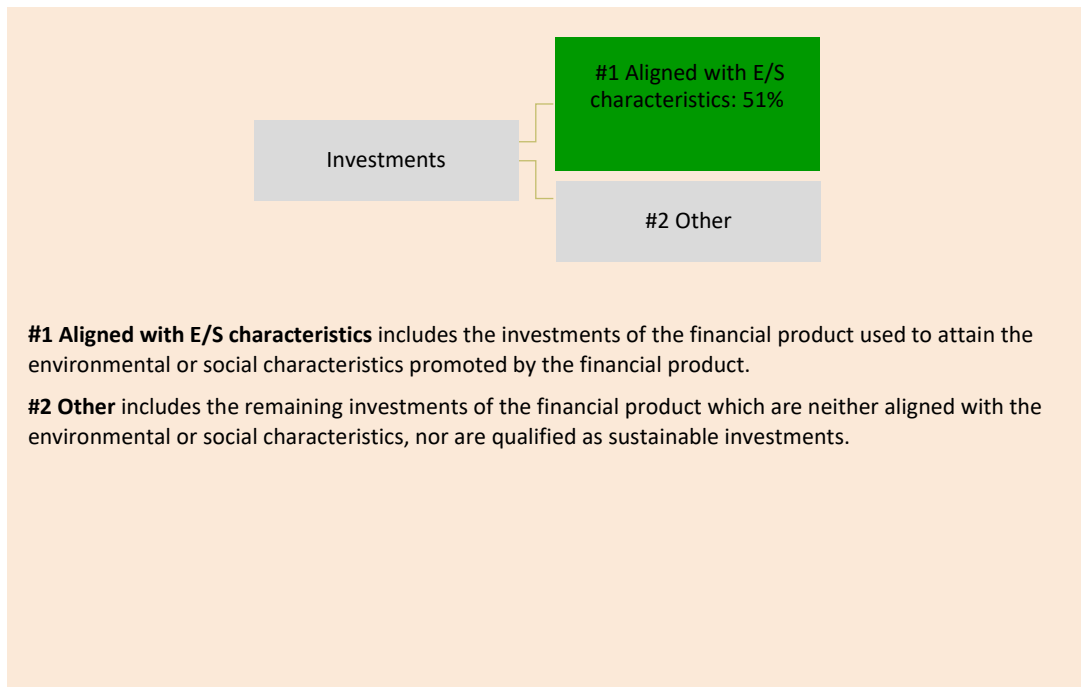 #1 Aligned with E/S
characteristics: 51%
Investments
#2 Other
#1 Aligned with E/S characteristics includes the investments of the financial product used to attain the
environmental or social characteristics promoted by the financial product.
#2 Other includes the remaining investments of the financial product which are neither aligned with the
environmental or social characteristics, nor are qualified as sustainable investments.